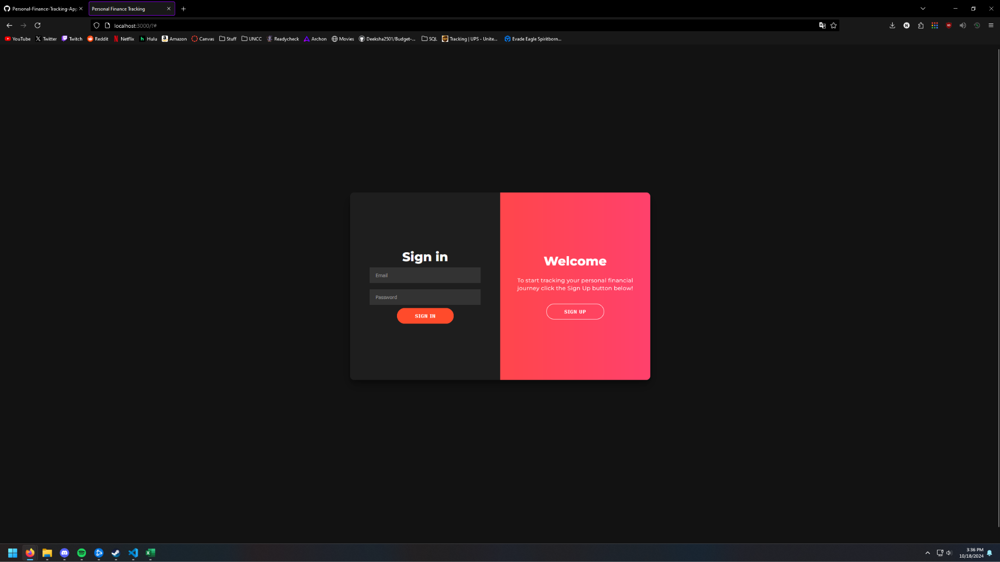 Personal-Finance-Tracking-App
Personal Finance Tracking
localhost:3000/?#
YouTube
Twitter
Twitch
Reddit
Netflix
Hulu
Amazon
Canvas
Stuff
UNCC
Readycheck
Archon
Movies
Deeksha2501/Budget-...
SQL
Tracking | UPS - Unite...
Evade Eagle Spiritborn...
Sign in
Email
Password
SIGN IN
Welcome
To start tracking your personal financial
journey click the Sign Up button below!
SIGN UP
3:36 PM
10/18/2024